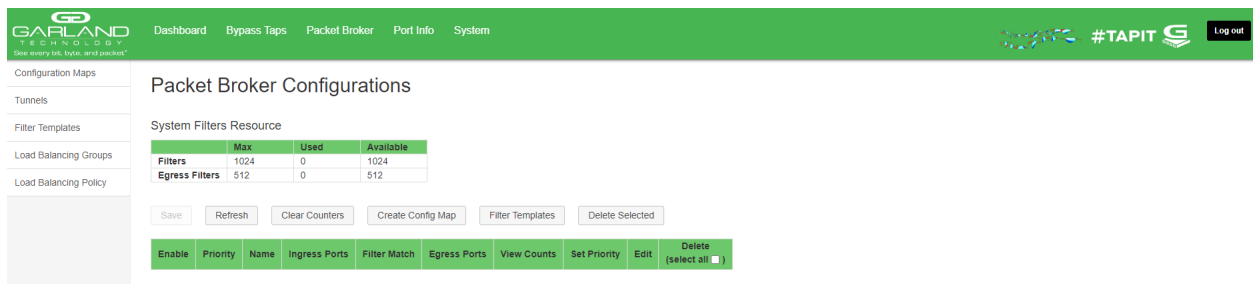 GARLAND
TECHNOLOGY
See every bit, byte, and packet®
Dashboard Bypass Taps Packet Broker Port Info System
#TAPIT
Log out
Configuration Maps
Tunnels
Filter Templates
Load Balancing Groups
Load Balancing Policy
Packet Broker Configurations
System Filters Resource
Max Used Available
Filters 1024 0 1024
Egress Filters 512 0 512
Save Refresh Clear Counters Create Config Map Filter Templates Delete Selected
Enable Priority Name Ingress Ports Filter Match Egress Ports View Counts Set Priority Edit Delete
(select all )